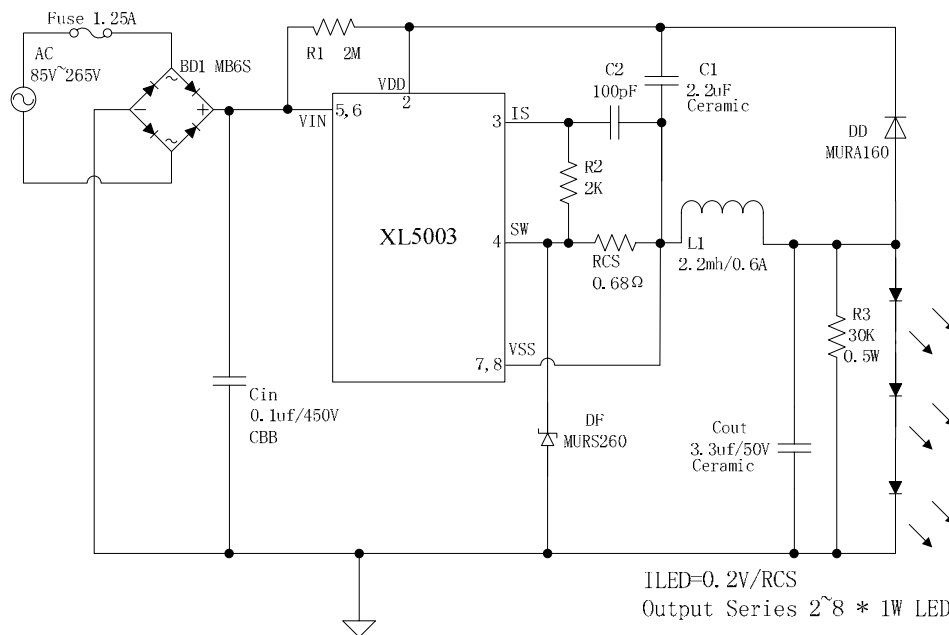 Fuse 1.25A
AC
85V~265V
BD1 MB6S
~
~
-
+
R1 2M
VDD
2
VIN
5,6
3
IS
C2
100pF
C1
2.2uF
Ceramic
DD
MURA160
R2
2K
XL5003
4
SW
RCS
0.68Ω
L1
2.2mh/0.6A
R3
30K
0.5W
VSS
7,8
Cin
0.1uf/450V
CBB
DF
MURS260
Cout
3.3uf/50V
Ceramic
ILED=0.2V/RCS
Output Series 2~8 * 1W LED